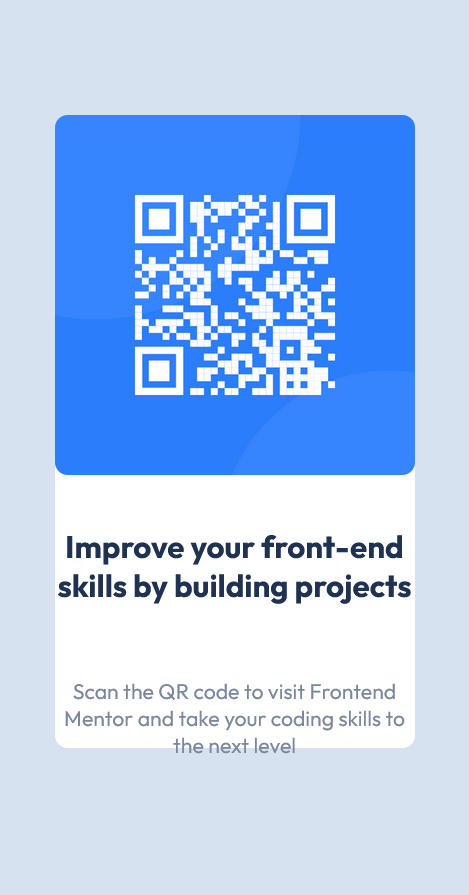 Improve your front-end
skills by building projects
Scan the QR code to visit Frontend
Mentor and take your coding skills to
the next level